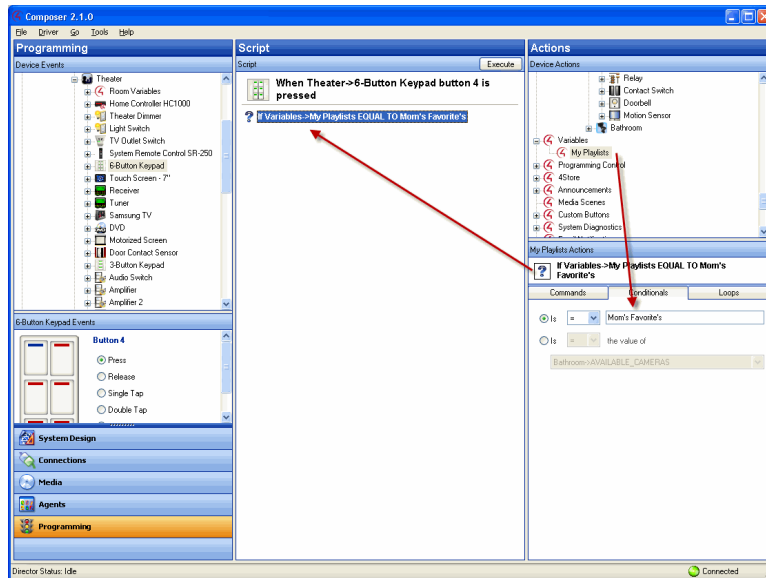 Composer 2.1.0
File Driver Go Tools Help
Programming
Device Events
Theater
Room Variables
Home Controller HC1000
Theater Dimmer
Light Switch
TV Outlet Switch
System Remote Control SR-250
6-Button Keypad
Touch Screen - 7"
Receiver
Tuner
Samsung TV
DVD
Motorized Screen
Door Contact Sensor
3-Button Keypad
Audio Switch
Amplifier
Amplifier 2
6-Button Keypad Events
Button 4
Press
Release
Single Tap
Double Tap
System Design
Connections
Media
Agents
Programming
Script
Script Execute
When Theater->6-Button Keypad button 4 is
pressed
? If Variables->My Playlists EQUAL TO Mom's Favorite's
Actions
Device Actions
Relay
Contact Switch
Doorbell
Motion Sensor
Bathroom
Variables
My Playlists
Programming Control
4Store
Announcements
Media Scenes
Custom Buttons
System Diagnostics
My Playlists Actions
? If Variables->My Playlists EQUAL TO Mom's
Favorite's
Commands Conditionals Loops
Is = Mom's Favorite's
Is = the value of
Bathroom->AVAILABLE_CAMERAS
Director Status: Idle
Connected